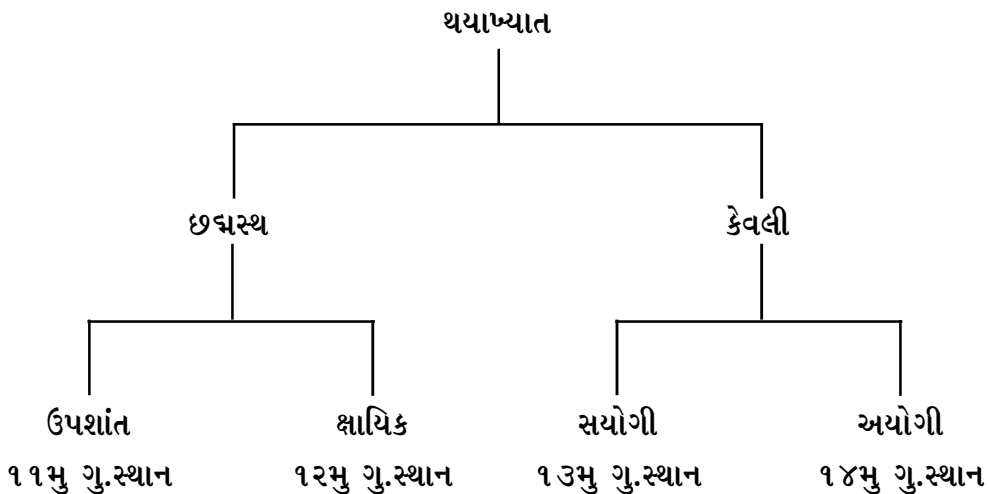 થયાખ્યાત
છદ્મસ્થ કેવલી
ઉપશાંત ક્ષાયિક સયોગી અયોગી
૧૧મુ ગુ.સ્થાન ૧૨મુ ગુ.સ્થાન ૧૩મુ ગુ.સ્થાન ૧૪મુ ગુ.સ્થાન